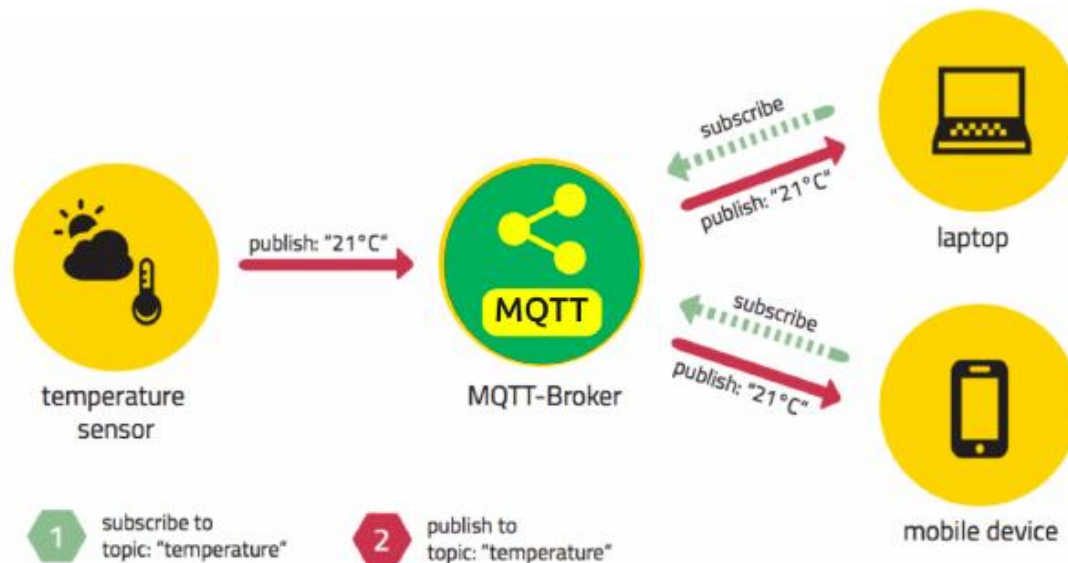 subscribe
publish: "21°C"
laptop
publish: "21°C"
MQTT
MQTT-Broker
temperature
sensor
subscribe
publish: "21°C"
mobile device
1
subscribe to
topic: "temperature"
2
publish to
topic: "temperature"